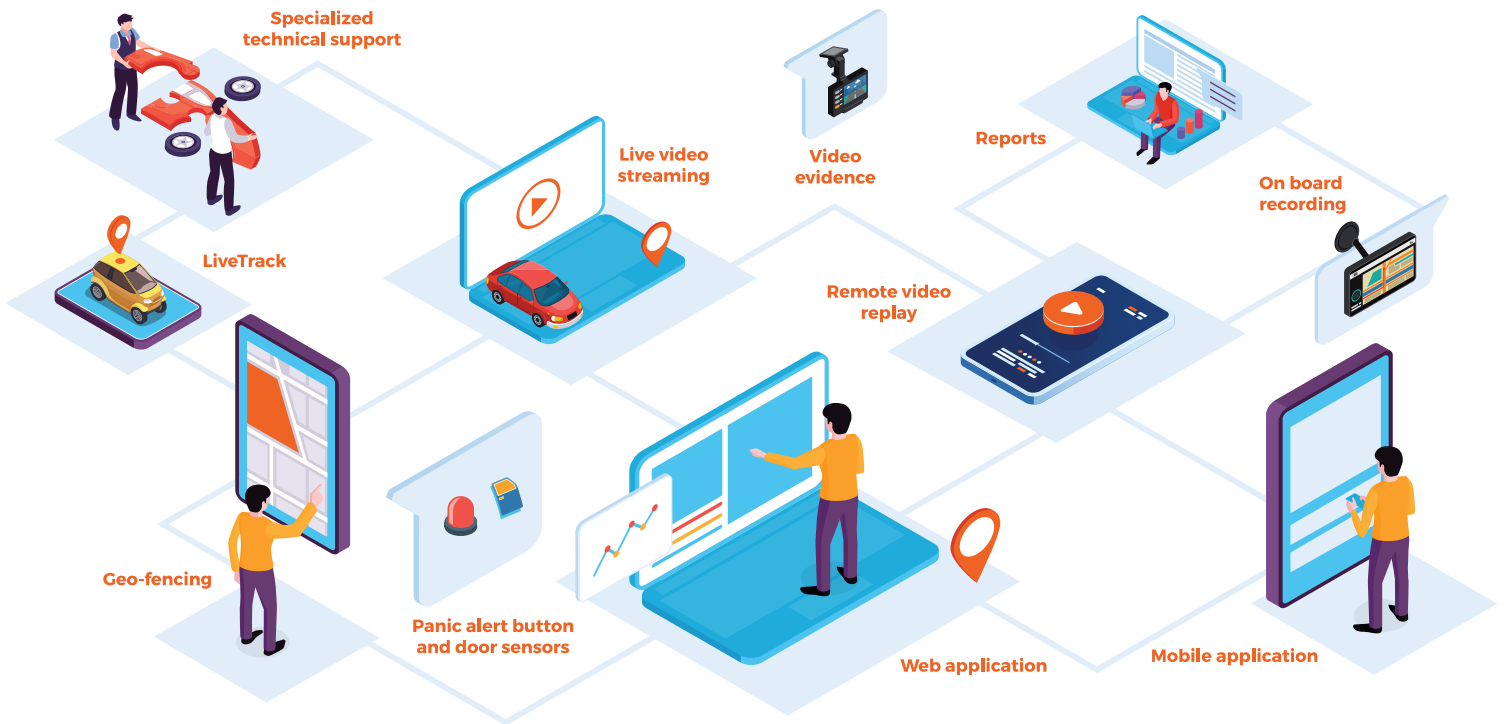 Specialized
technical support
Live video
streaming
Video
evidence
Reports
On board
recording
LiveTrack
Remote video
replay
Geo-fencing
Panic alert button
and door sensors
Web application
Mobile application